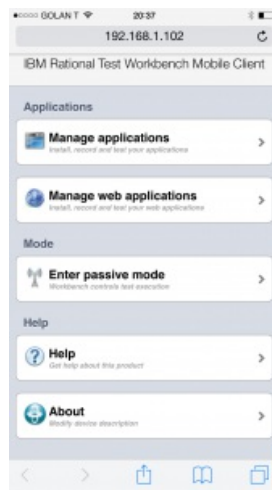 GOLAN T 20:37
192.168.1.102
IBM Rational Test Workbench Mobile Client
Applications
Manage applications
Install, record and test your applications
Manage web applications
Install, record and test your web applications
Mode
Enter passive mode
Workbench controls test execution
Help
Help
Get help about this product
About
Modify device description